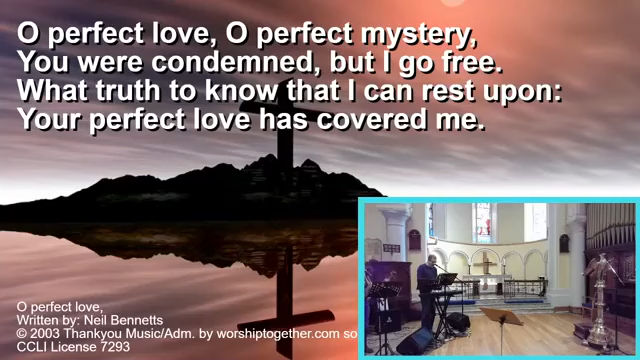 O perfect love, O perfect mystery,
You were condemned, but I go free.
What truth to know that I can rest upon:
Your perfect love has covered me.
O perfect love,
Written by: Neil Bennetts
© 2003 Thankyou Music/Adm. by worshiptogether.com so
CCLI License 7293